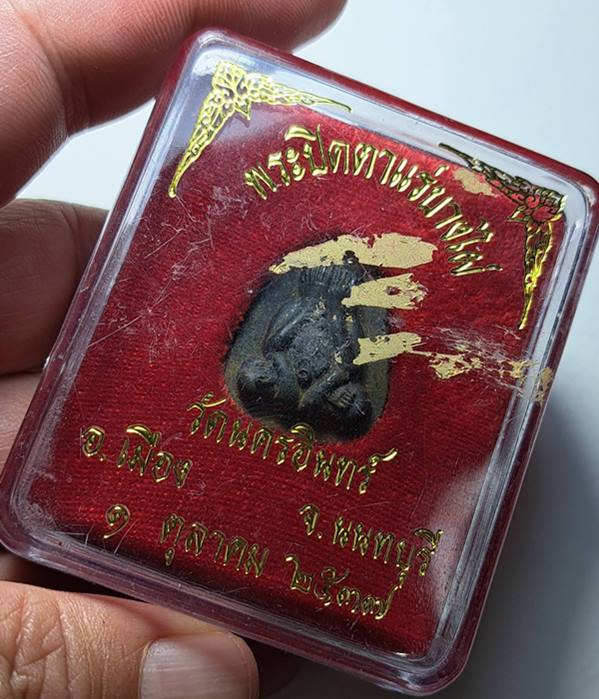 พระปิดตาแร่บางไผ่
วัดนครอินทร์
อ. เมือง
จ. นนทบุรี
๑ ตุลาคม ๒๕๓๗